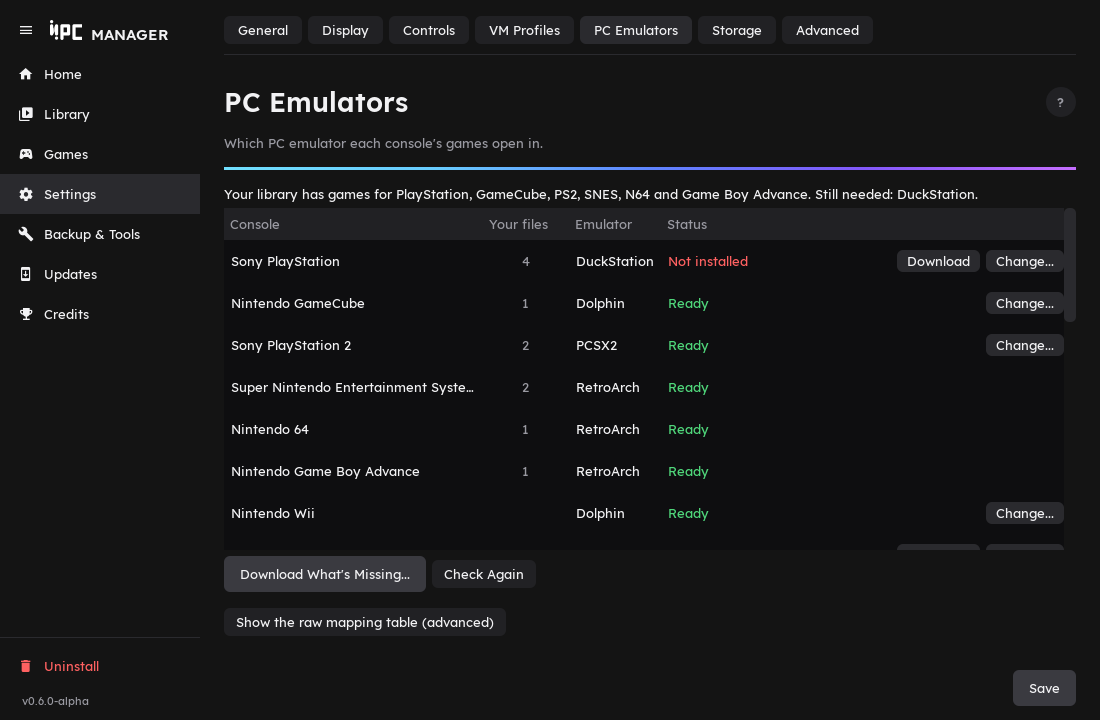 MANAGER
Home
Library
Games
Settings
Backup & Tools
Updates
Credits
Uninstall
v0.6.0-alpha
General
Display
Controls
VM Profiles
PC Emulators
Storage
Advanced
PC Emulators
?
Which PC emulator each console's games open in.
Your library has games for PlayStation, GameCube, PS2, SNES, N64 and Game Boy Advance. Still needed: DuckStation.
Console Your files Emulator Status
Sony PlayStation 4 DuckStation Not installed Download Change...
Nintendo GameCube 1 Dolphin Ready Change...
Sony PlayStation 2 2 PCSX2 Ready Change...
Super Nintendo Entertainment Syste... 2 RetroArch Ready
Nintendo 64 1 RetroArch Ready
Nintendo Game Boy Advance 1 RetroArch Ready
Nintendo Wii Dolphin Ready Change...
Download What's Missing...
Check Again
Show the raw mapping table (advanced)
Save